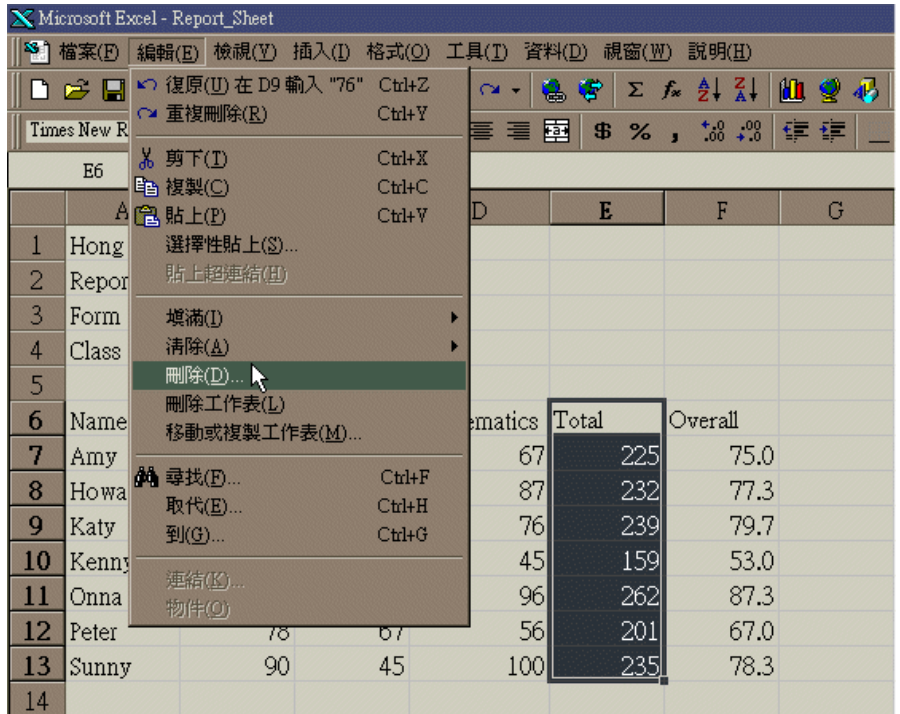 Microsoft Excel - Report_Sheet
檔案(F) 編輯(E) 檢視(V) 插入(I) 格式(O) 工具(T) 資料(D) 視窗(W) 說明(H)
Times New R
E6
復原(U) 在 D9 輸入 "76" Ctrl+Z
重複刪除(R) Ctrl+Y
剪下(T) Ctrl+X
複製(C) Ctrl+C
貼上(P) Ctrl+V
選擇性貼上(S)...
貼上超連結(H)
填滿(I)
清除(A)
刪除(D)...
刪除工作表(L)
移動或複製工作表(M)...
尋找(F)... Ctrl+F
取代(E)... Ctrl+H
到(G)... Ctrl+G
連結(K)...
物件(O)
A D E F G
1 Hong
2 Repor
3 Form
4 Class
5
6 Name ematics Total Overall
7 Amy 67 225 75.0
8 Howa 87 232 77.3
9 Katy 76 239 79.7
10 Kenny 45 159 53.0
11 Onna 96 262 87.3
12 Peter 78 67 56 201 67.0
13 Sunny 90 45 100 235 78.3
14